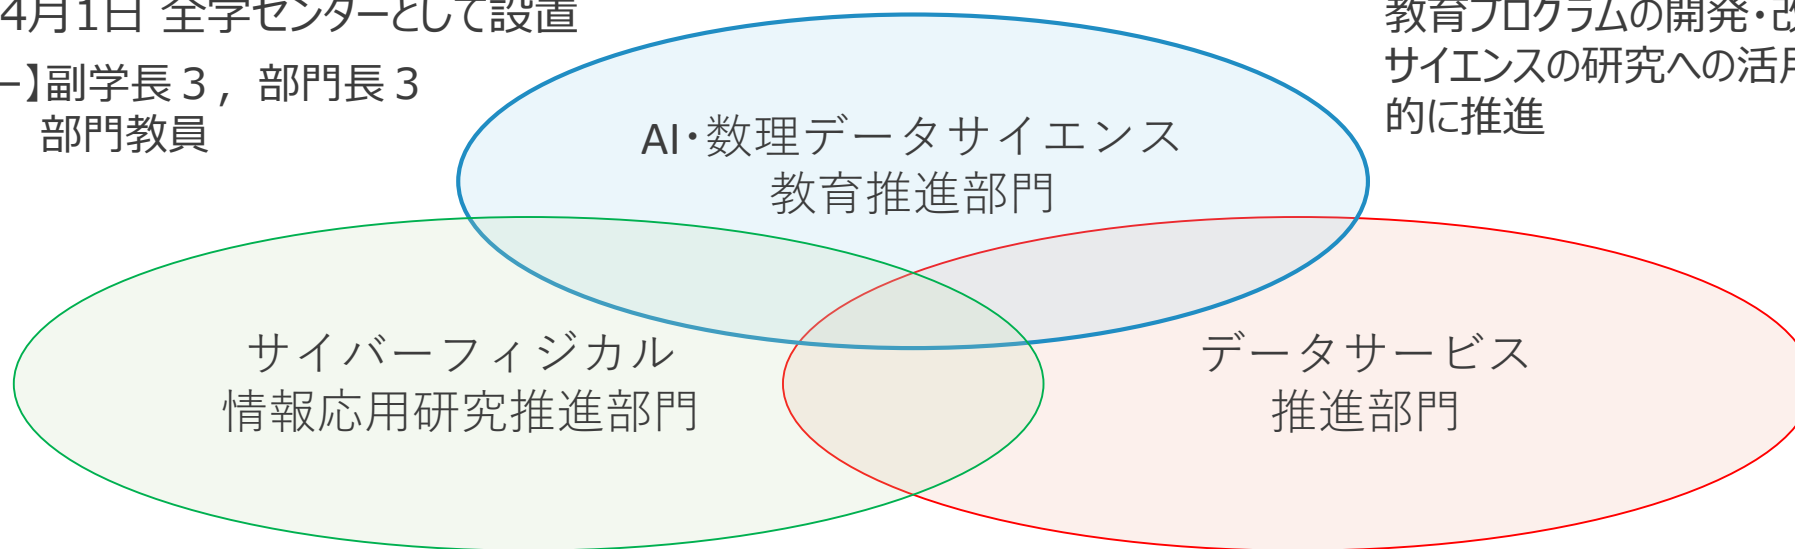 4月1日 全学センターとして設置
ー】副学長3, 部門長3
部門教員
教育プログラムの開発・改
サイエンスの研究への活用
的に推進
AI・数理データサイエンス
教育推進部門
サイバーフィジカル
情報応用研究推進部門
データサービス
推進部門